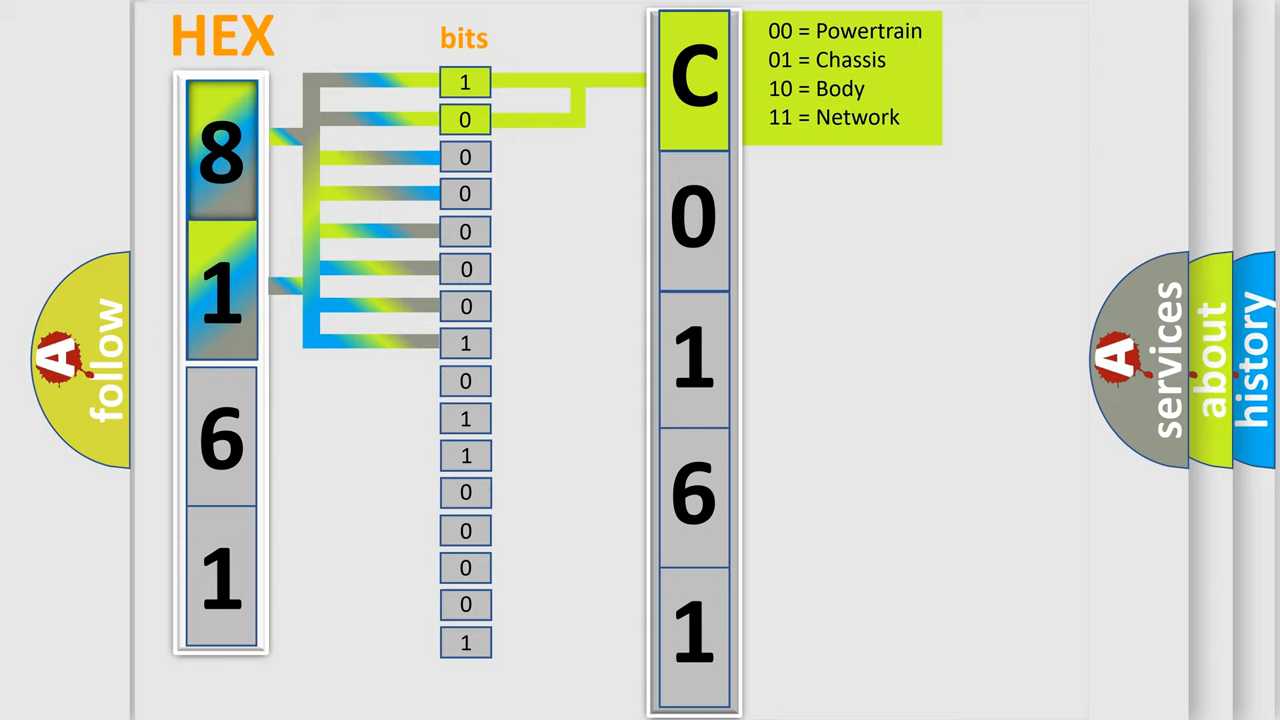 HEX
bits
8
1
6
1
1
0
0
0
0
0
0
1
0
1
1
0
0
0
0
1
C
0
1
6
1
00 = Powertrain
01 = Chassis
10 = Body
11 = Network
A
follow
A
services
about
history